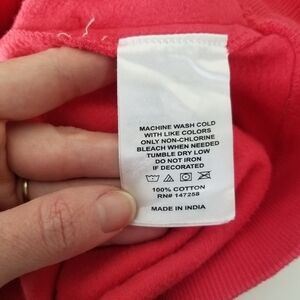 MACHINE WASH COLD
WITH LIKE COLORS
ONLY NON-CHLORINE
BLEACH WHEN NEEDED
TUMBLE DRY LOW
DO NOT IRON
IF DECORATED
100% COTTON
RN# 147258
MADE IN INDIA